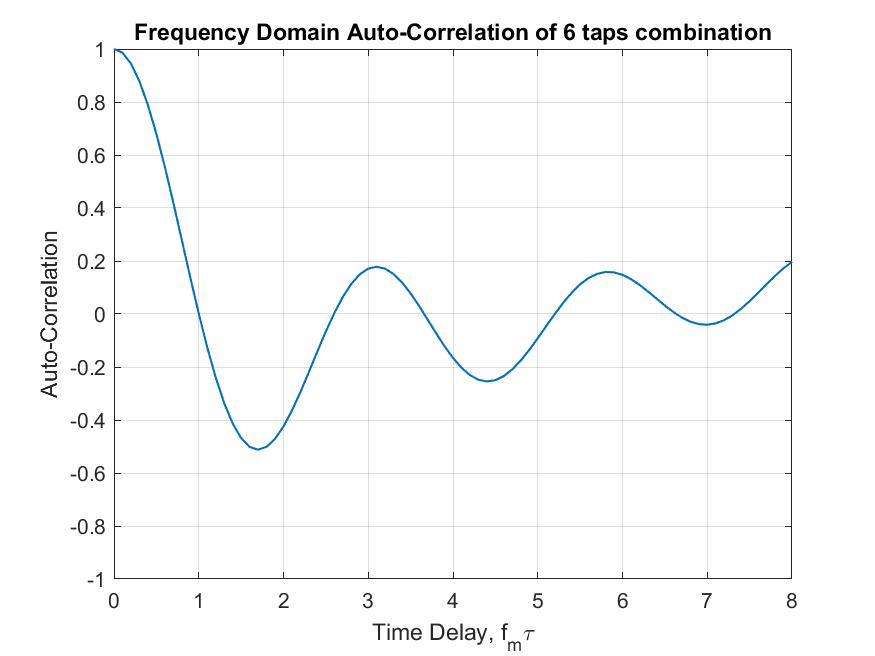 Frequency Domain Auto-Correlation of 6 taps combination
1
0.8
0.6
0.4
0.2
0
-0.2
-0.4
-0.6
-0.8
-1
Auto-Correlation
0 1 2 3 4 5 6 7 8
Time Delay, f_m τ